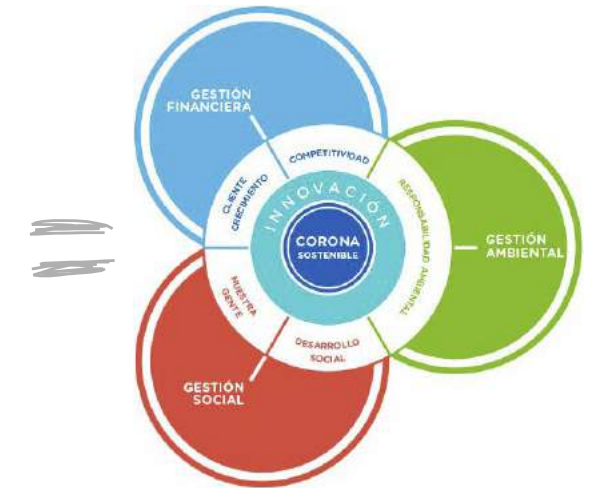 GESTIÓN
FINANCIERA
COMPETITIVIDAD
CLIENTE
CRECIMIENTO
INNOVACIÓN
RESPONSABILIDAD AMBIENTAL
CORONA
SOSTENIBLE
GESTIÓN
AMBIENTAL
NUESTRA
GENTE
DESARROLLO
SOCIAL
GESTIÓN
SOCIAL